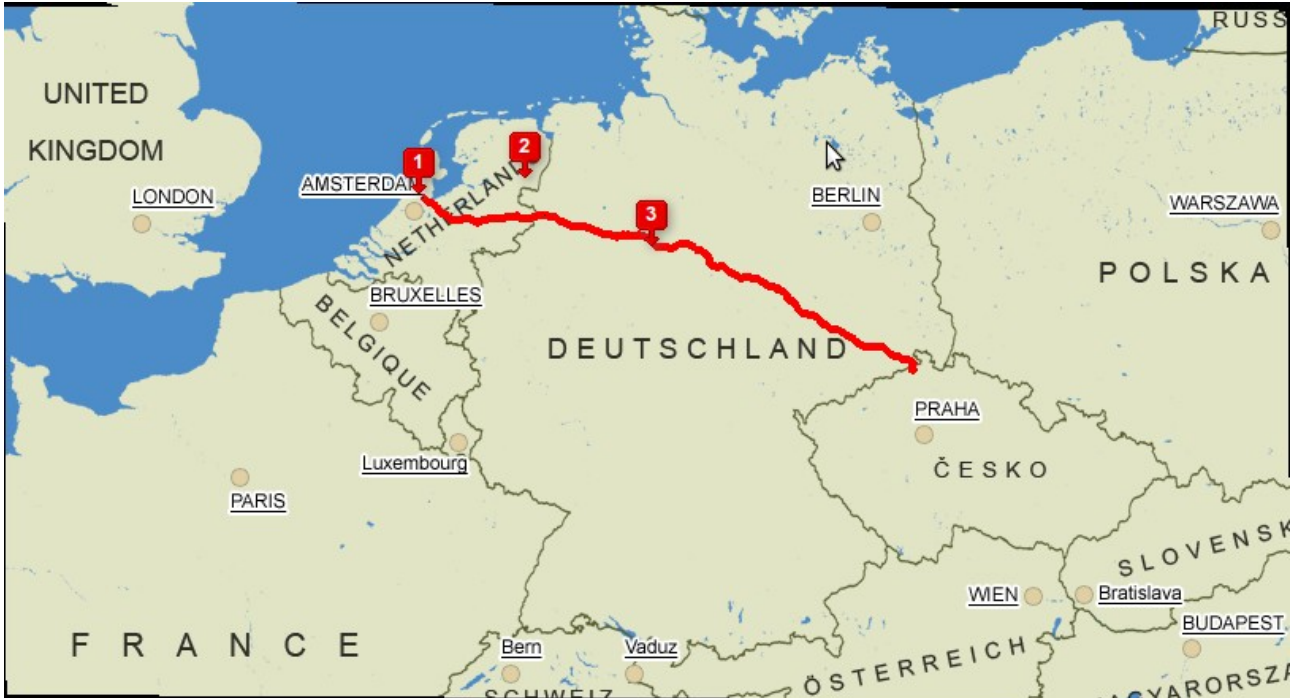 RUSS
UNITED
KINGDOM
1
2
AMSTERDA
NETHERLAND
LONDON
BERLIN
WARSZAWA
3
POLSKA
BRUXELLES
BELGIQUE
DEUTSCHLAND
PRAHA
Luxembourg
ČESKO
PARIS
SLOVENSK
WIEN
Bratislava
BUDAPEST
FRANCE
Bern
Vaduz
ÖSTERREICH
SCHWEIZ
AGYARORSZA